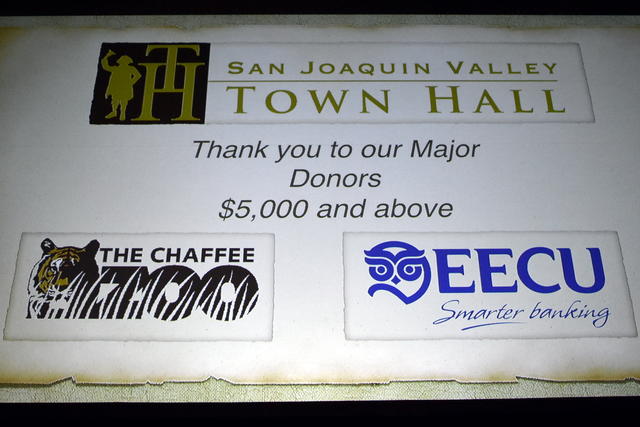 TH
SAN JOAQUIN VALLEY
TOWN HALL
Thank you to our Major
Donors
$5,000 and above
THE CHAFFEE
EECU
Smarter banking